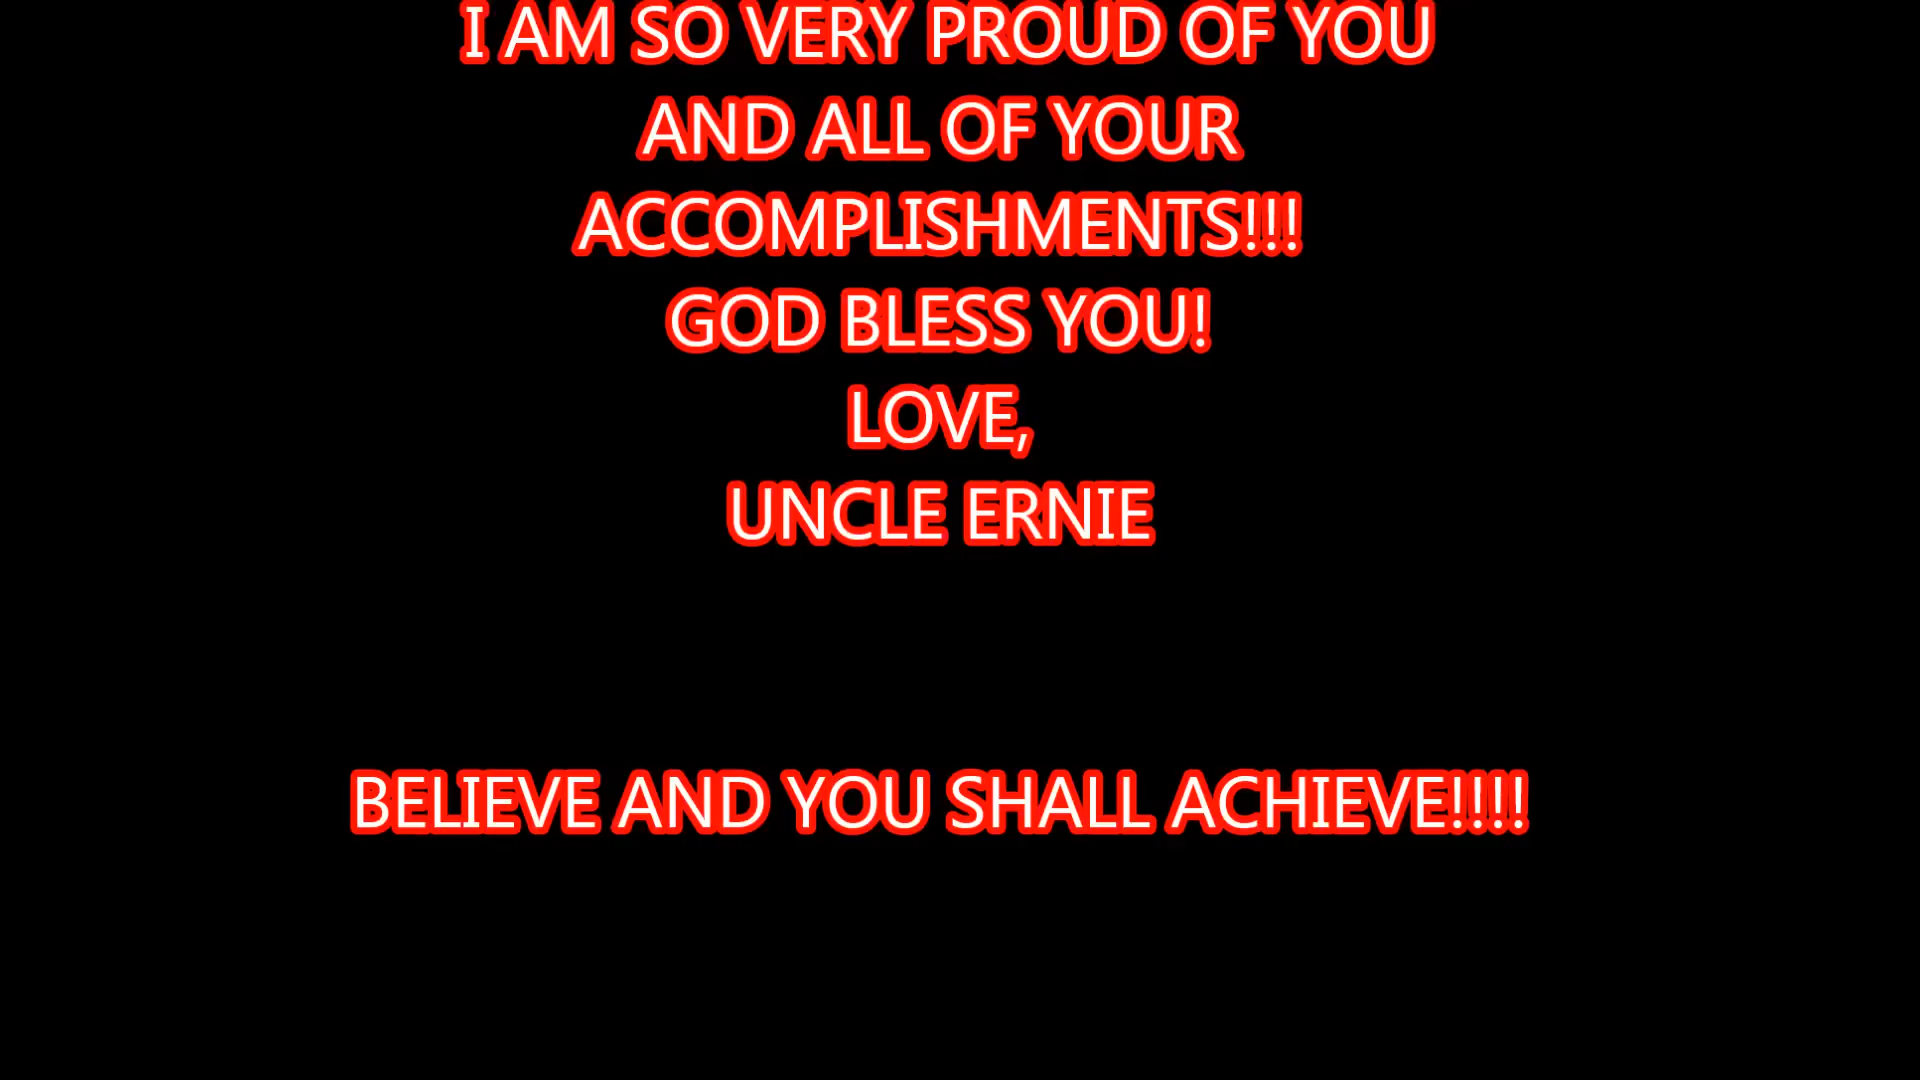 I AM SO VERY PROUD OF YOU
AND ALL OF YOUR
ACCOMPLISHMENTS!!!
GOD BLESS YOU!
LOVE,
UNCLE ERNIE
BELIEVE AND YOU SHALL ACHIEVE!!!!